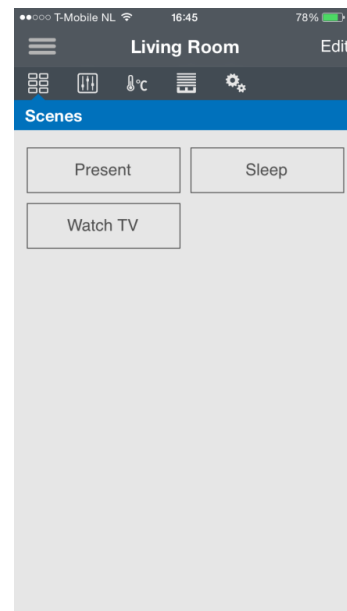 T-Mobile NL 16:45 78%
Living Room Edit
°C
Scenes
Present Sleep
Watch TV